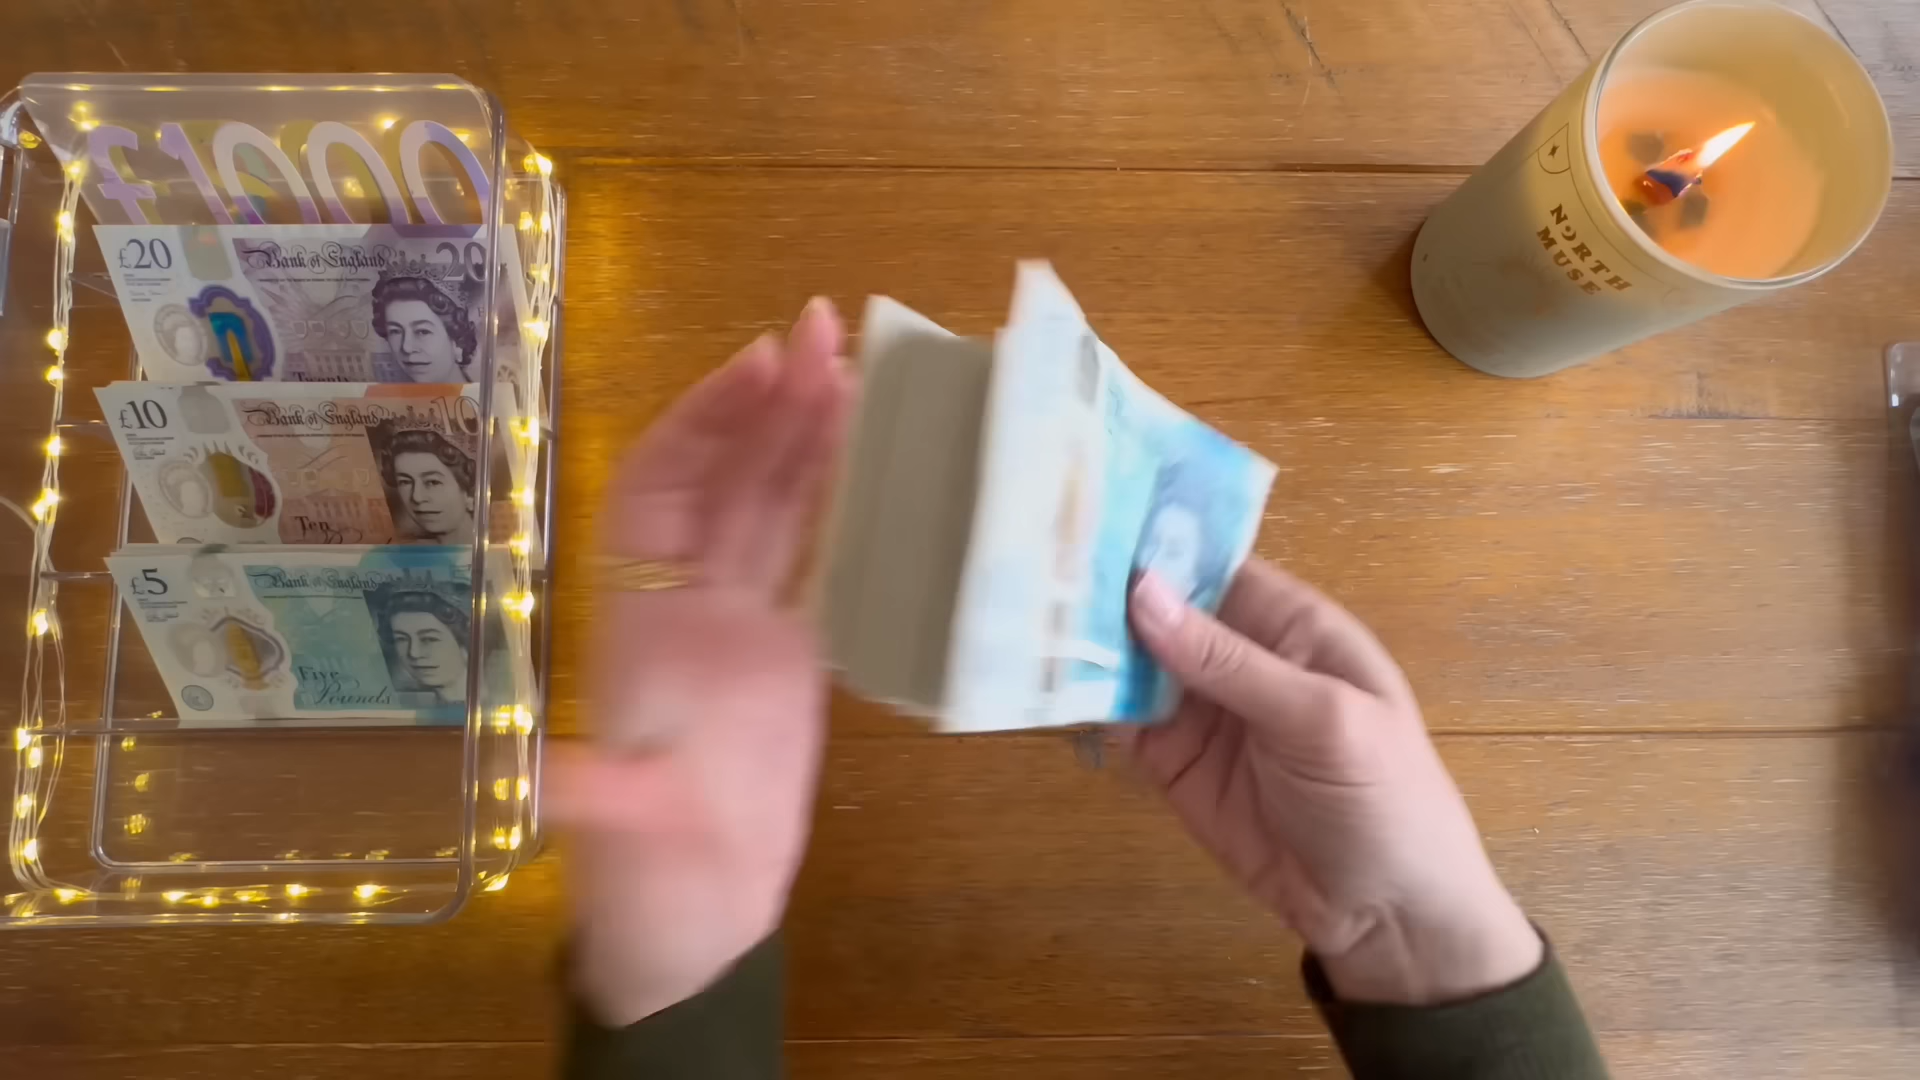 £1000
£20
Bank of England
20
Twenty
£10
Bank of England
10
Ten
£5
Bank of England
Five
Pounds
NORTH
MUSE